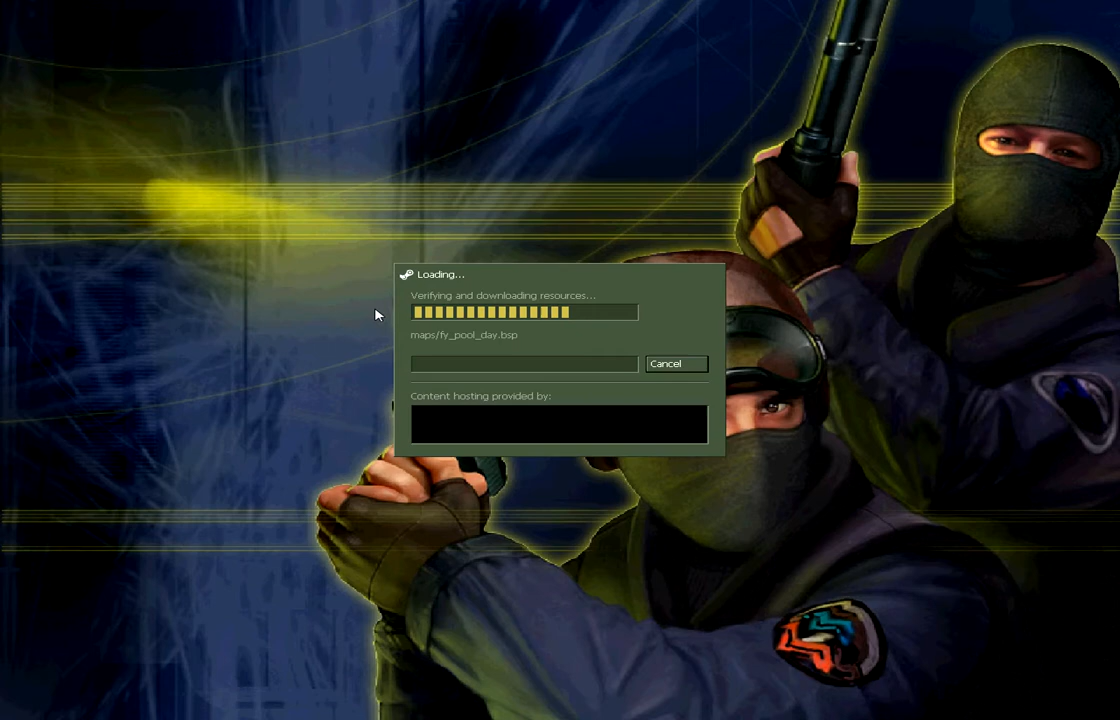 Loading...
Verifying and downloading resources...
maps/fy_pool_day.bsp
Cancel
Content hosting provided by: